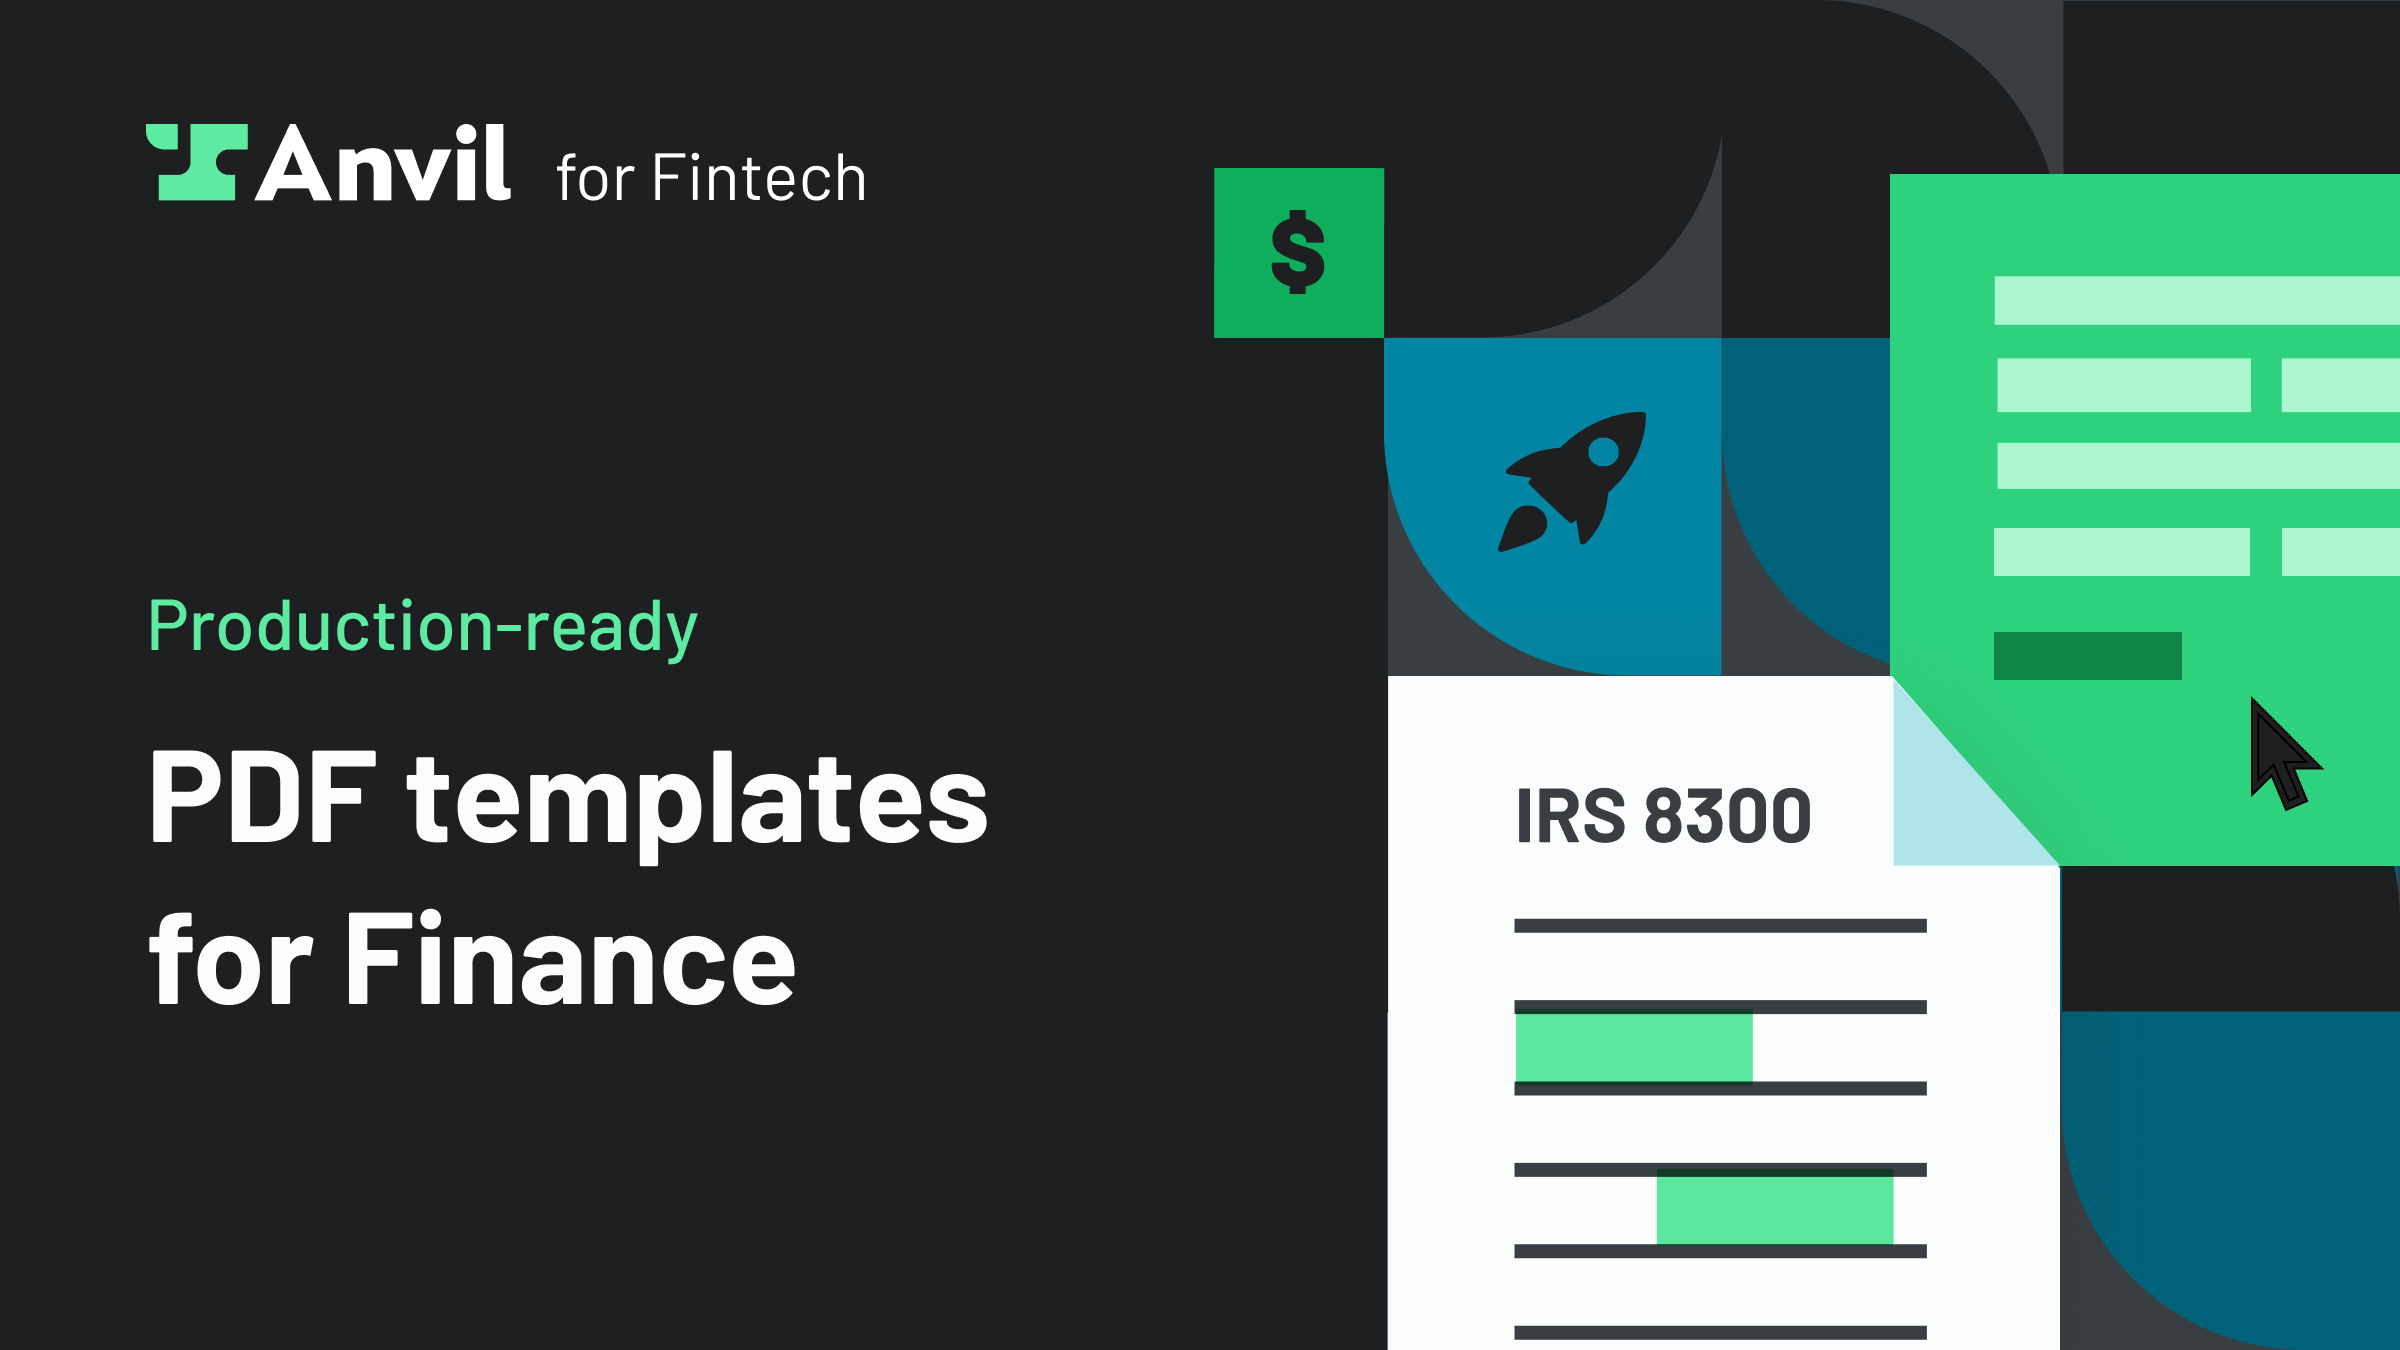 Anvil for Fintech
$
Production-ready
PDF templates
for Finance
IRS 8300